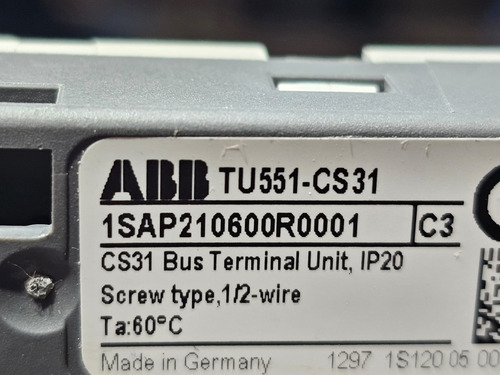 ABB TU551-CS31
1SAP210600R0001 C3
CS31 Bus Terminal Unit, IP20
Screw type,1/2-wire
Ta:60°C
Made in Germany 1297 1S120 05 00